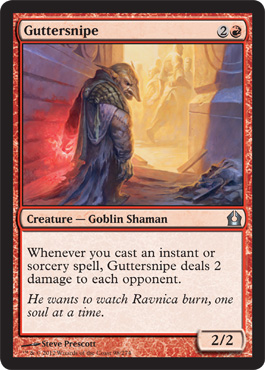 Guttersnipe 2
Creature — Goblin Shaman
Whenever you cast an instant or
sorcery spell, Guttersnipe deals 2
damage to each opponent.
He wants to watch Ravnica burn, one
soul at a time.
Steve Prescott
2/2